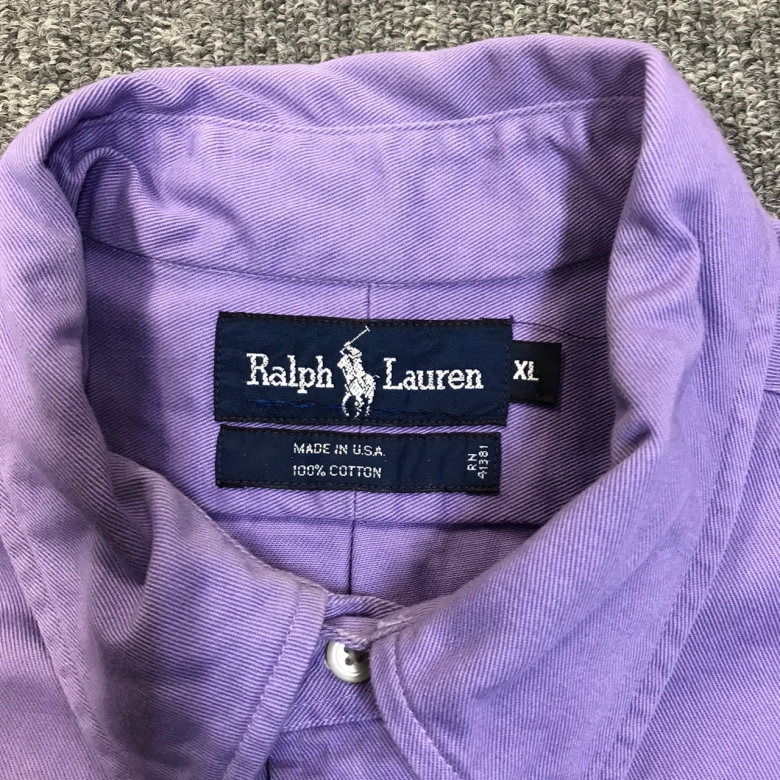 Ralph Lauren
XL
MADE IN U.S.A.
100% COTTON
RN
41381